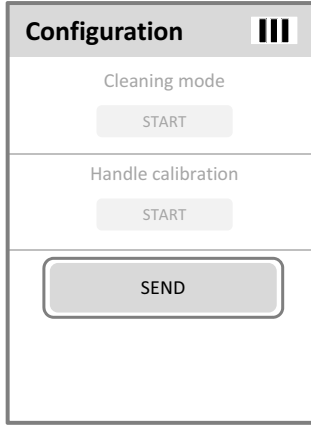 Configuration
Cleaning mode
START
Handle calibration
START
SEND